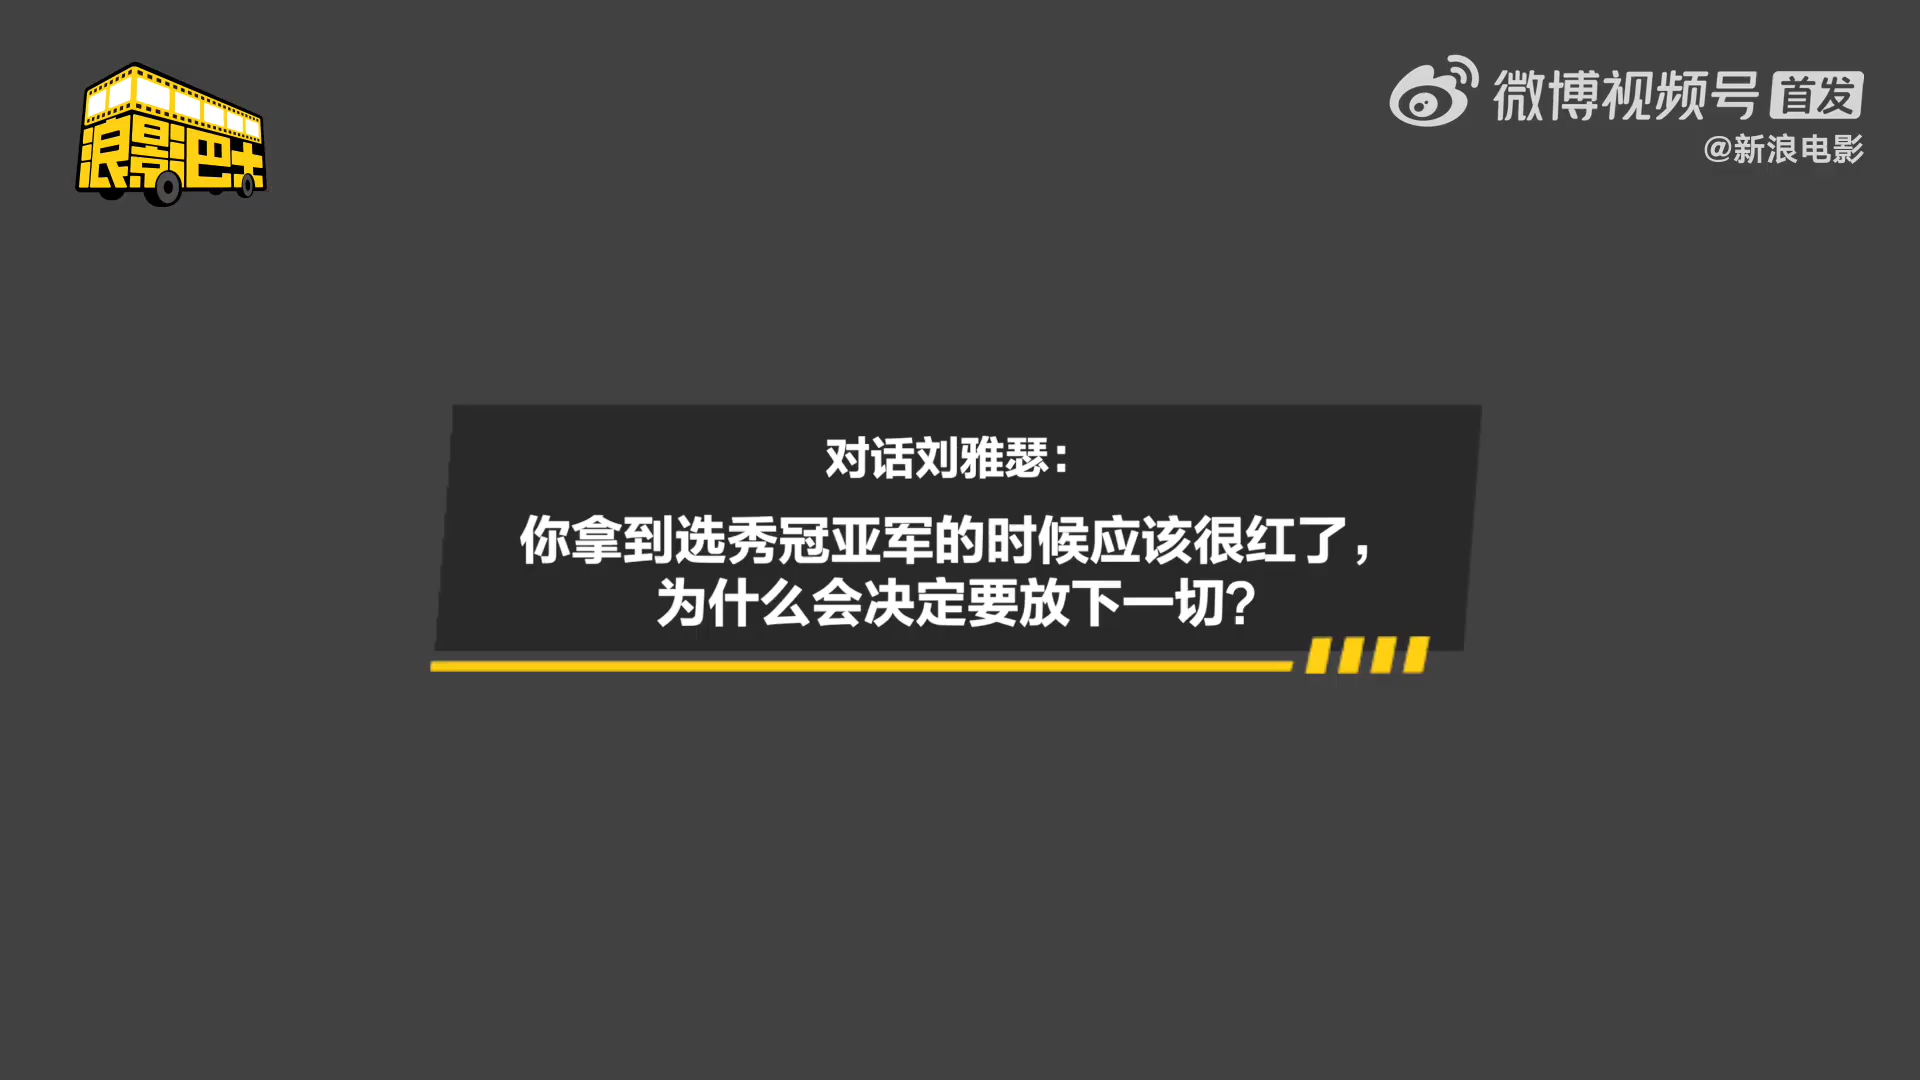 浪影巴士
微博视频号 首发
@新浪电影
对话刘雅瑟：
你拿到选秀冠亚军的时候应该很红了，
为什么会决定要放下一切？